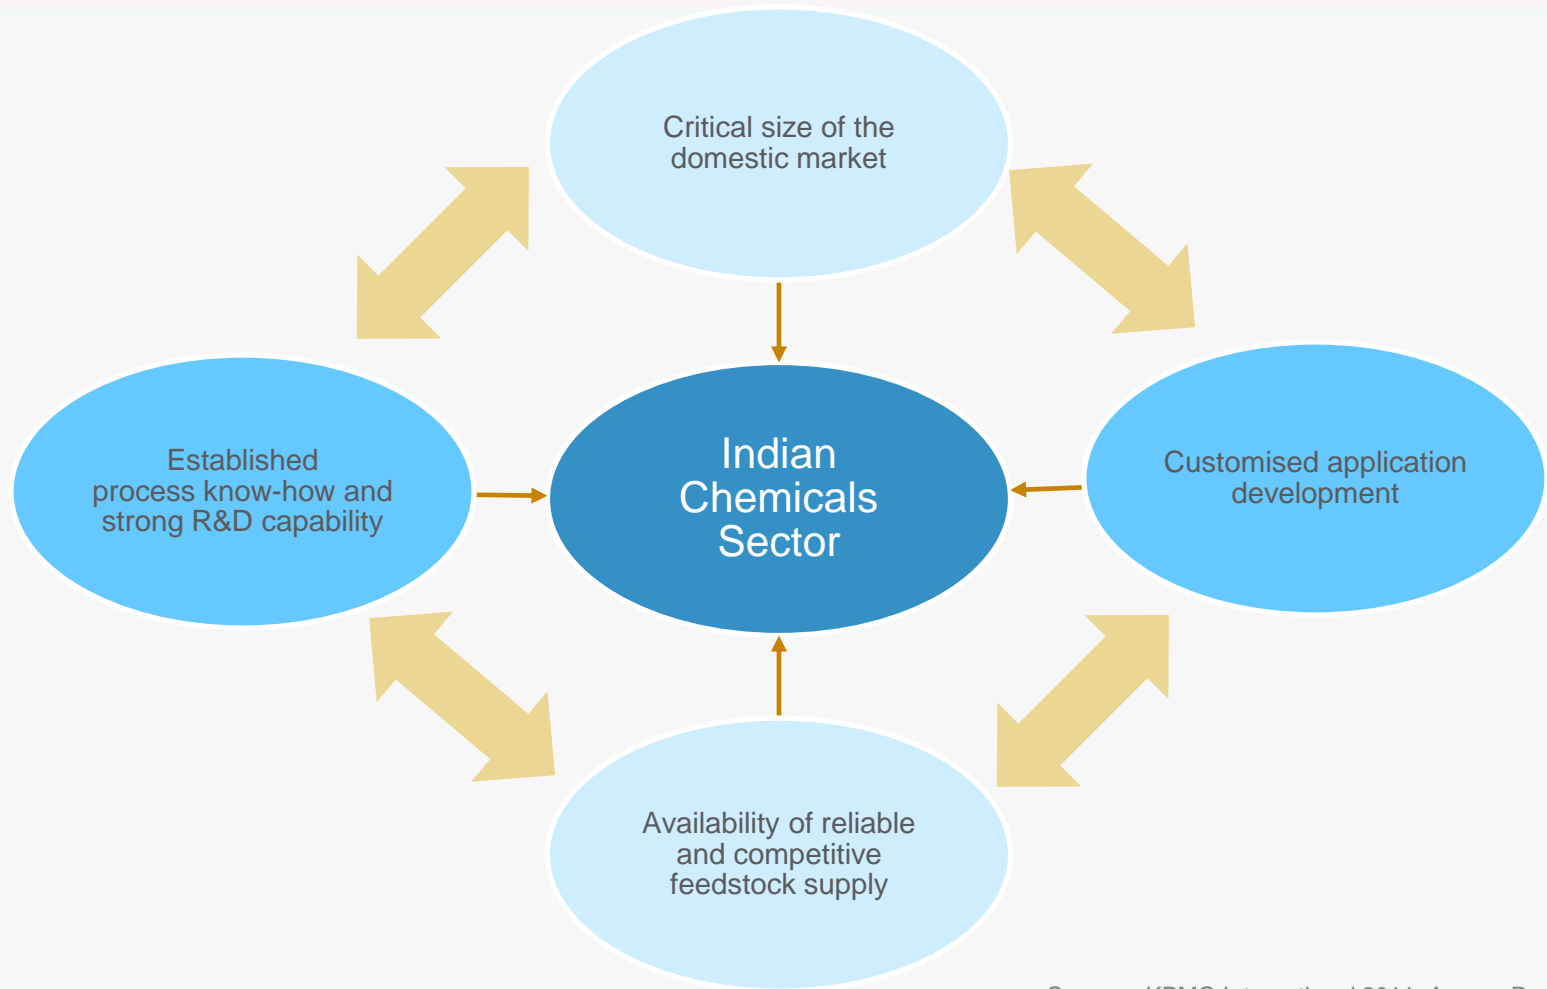 Critical size of the
domestic market
Established
process know-how and
strong R&D capability
Indian
Chemicals
Sector
Customised application
development
Availability of reliable
and competitive
feedstock supply